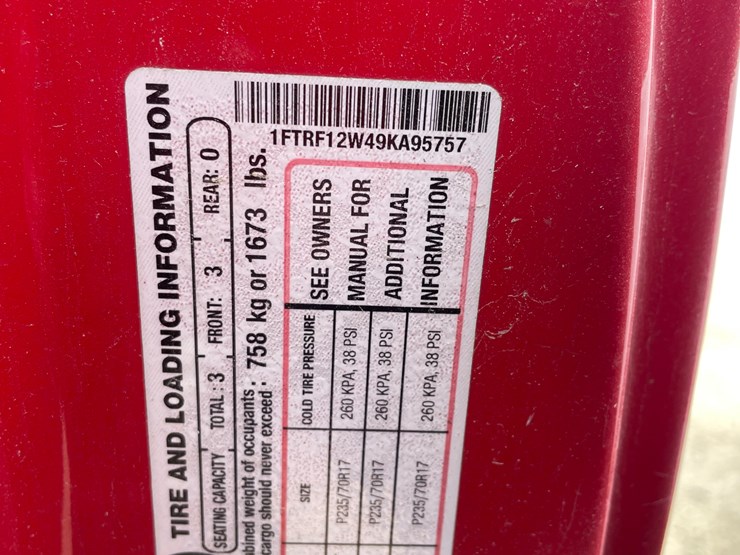 TIRE AND LOADING INFORMATION
SEATING CAPACITY TOTAL : 3 FRONT: 3 REAR: 0
bined weight of occupants
cargo should never exceed : 758 kg or 1673 lbs.
1FTRF12W49KA95757
SIZE COLD TIRE PRESSURE SEE OWNERS
P235/70R17 260 KPA, 38 PSI MANUAL FOR
P235/70R17 260 KPA, 38 PSI ADDITIONAL
P235/70R17 260 KPA, 38 PSI INFORMATION